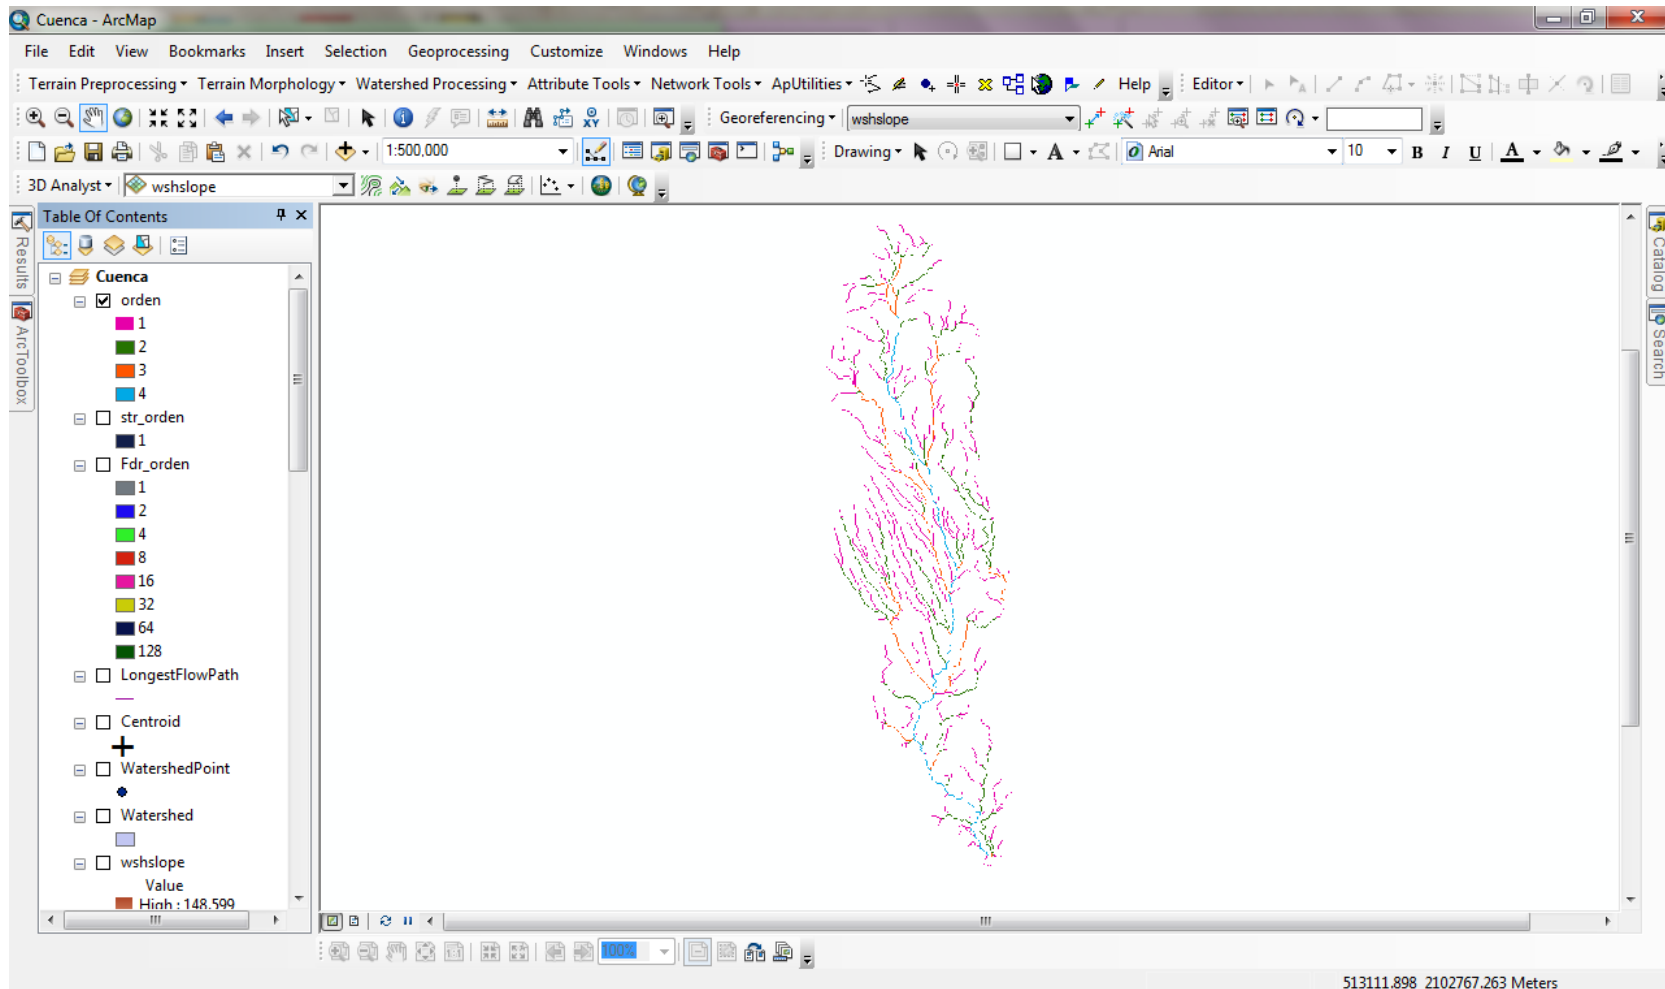 Cuenca - ArcMap
File Edit View Bookmarks Insert Selection Geoprocessing Customize Windows Help
Terrain Preprocessing Terrain Morphology Watershed Processing Attribute Tools Network Tools ApUtilities Help Editor
Georeferencing wshslope
1:500,000 Drawing A Arial 10 B I U A
3D Analyst wshslope
Table Of Contents
Results
ArcToolbox
Cuenca
orden
1
2
3
4
str_orden
1
Fdr_orden
1
2
4
8
16
32
64
128
LongestFlowPath
Centroid
WatershedPoint
Watershed
wshslope
Value
High : 148.599
Catalog
Search
100%
513111.898 2102767.263 Meters